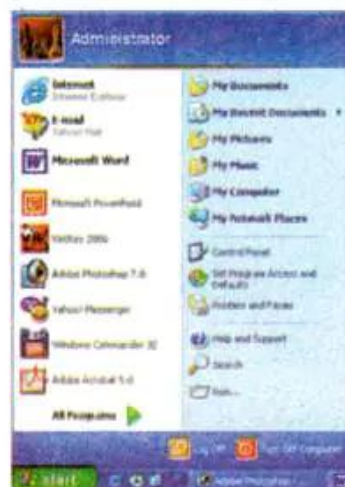 Administrator
Internet
Internet Explorer
E-mail
Yahoo! Mail
Microsoft Word
Microsoft PowerPoint
Adobe Photoshop 7.0
Yahoo! Messenger
Windows Commander 32
Adobe Acrobat 5.0
All Programs
My Documents
My Recent Documents
My Pictures
My Music
My Computer
My Network Places
Control Panel
Set Program Access and
Defaults
Printers and Faxes
Help and Support
Search
Run...
Log Off
Turn Off Computer
start
Adobe Photoshop